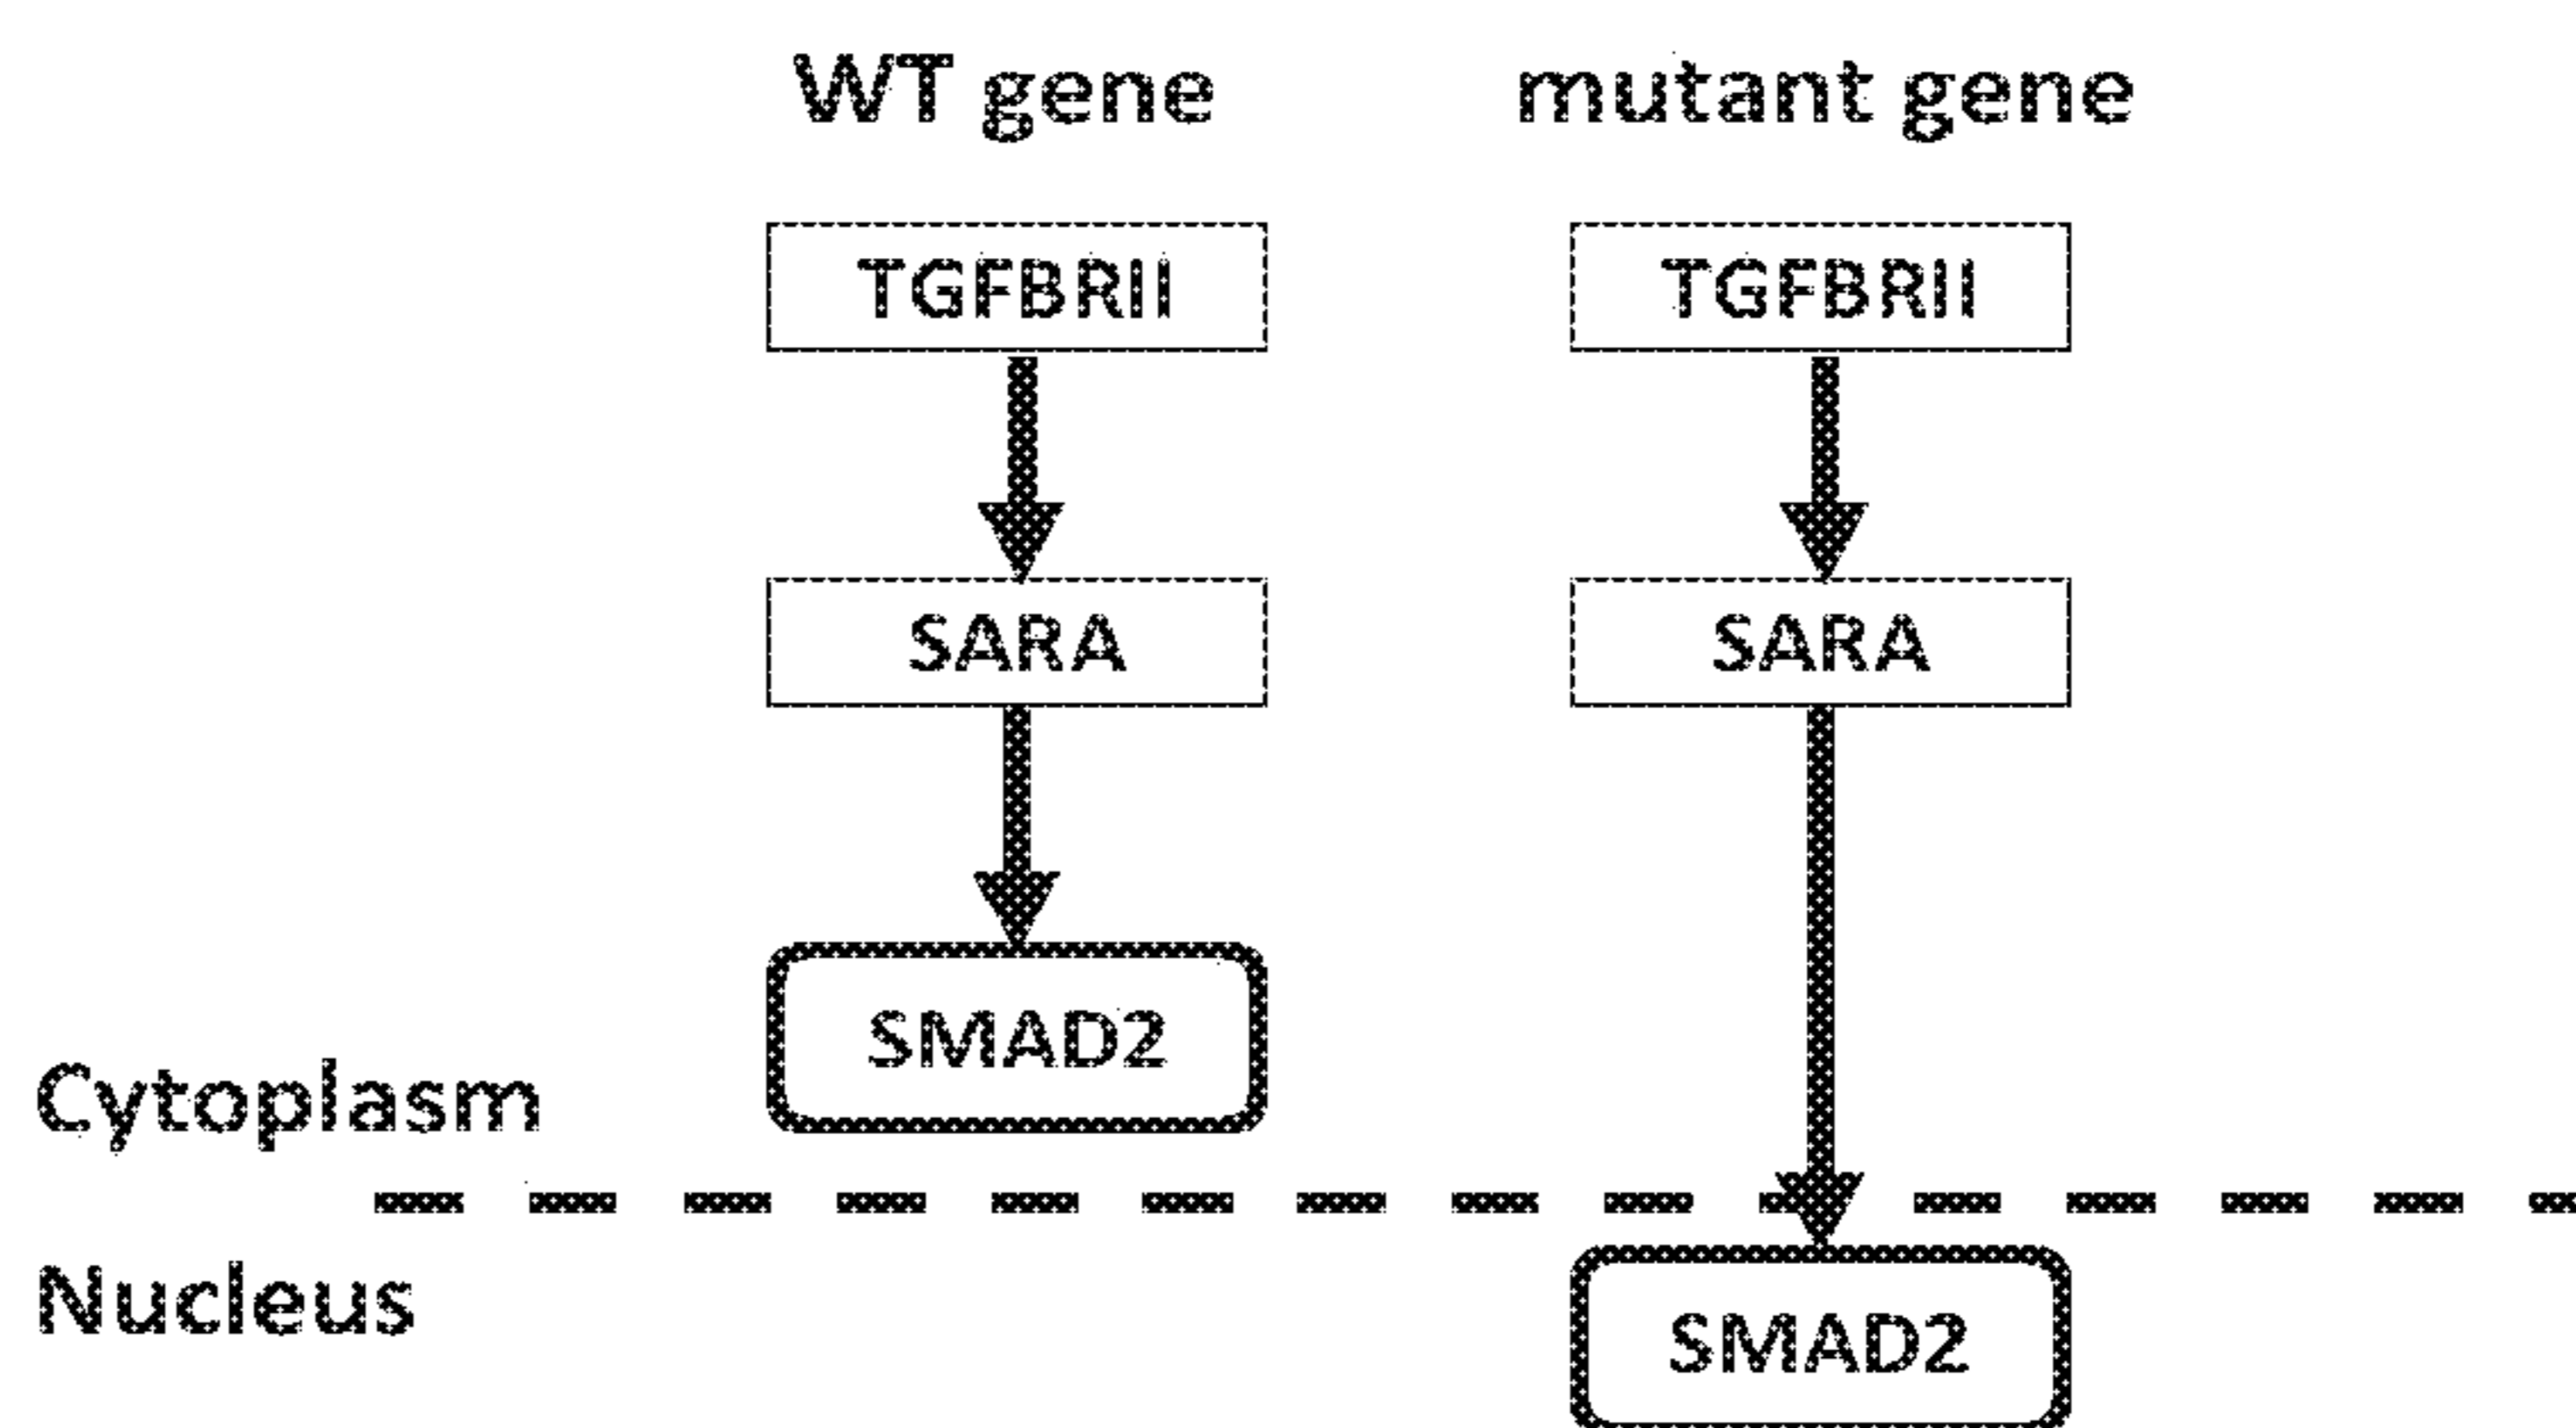 WT gene mutant gene
TGFBRII TGFBRII
SARA SARA
SMAD2
Cytoplasm
Nucleus
SMAD2